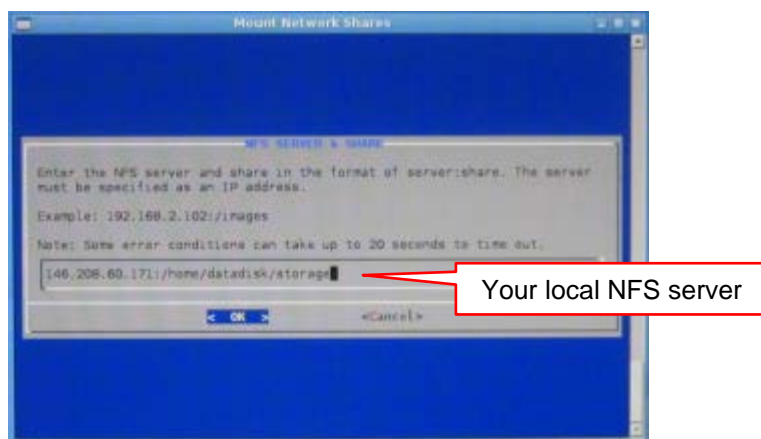 Mount Network Shares
NFS SERVER & SHARE
Enter the NFS server and share in the format of server:share. The server
must be specified as an IP address.
Example: 192.168.2.102:/images
Note: Some error conditions can take up to 20 seconds to time out.
146.208.60.171:/home/datadisk/storage
Your local NFS server
< OK >
<Cancel>